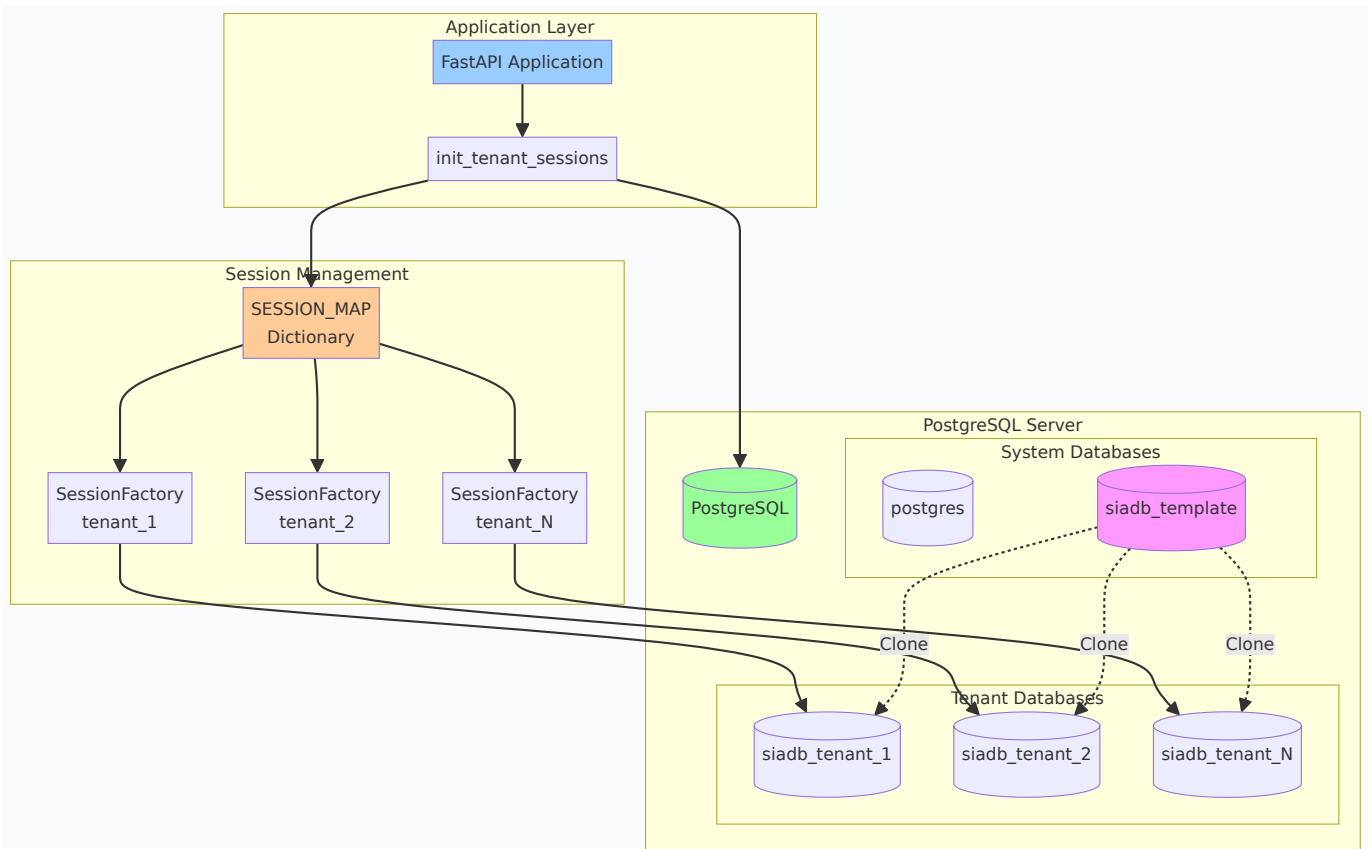 Application Layer
FastAPI Application
init_tenant_sessions
Session Management
SESSION_MAP
Dictionary
SessionFactory
tenant_1
SessionFactory
tenant_2
SessionFactory
tenant_N
PostgreSQL Server
System Databases
PostgreSQL
postgres
siadb_template
Clone
Clone
Clone
Tenant Databases
siadb_tenant_1
siadb_tenant_2
siadb_tenant_N